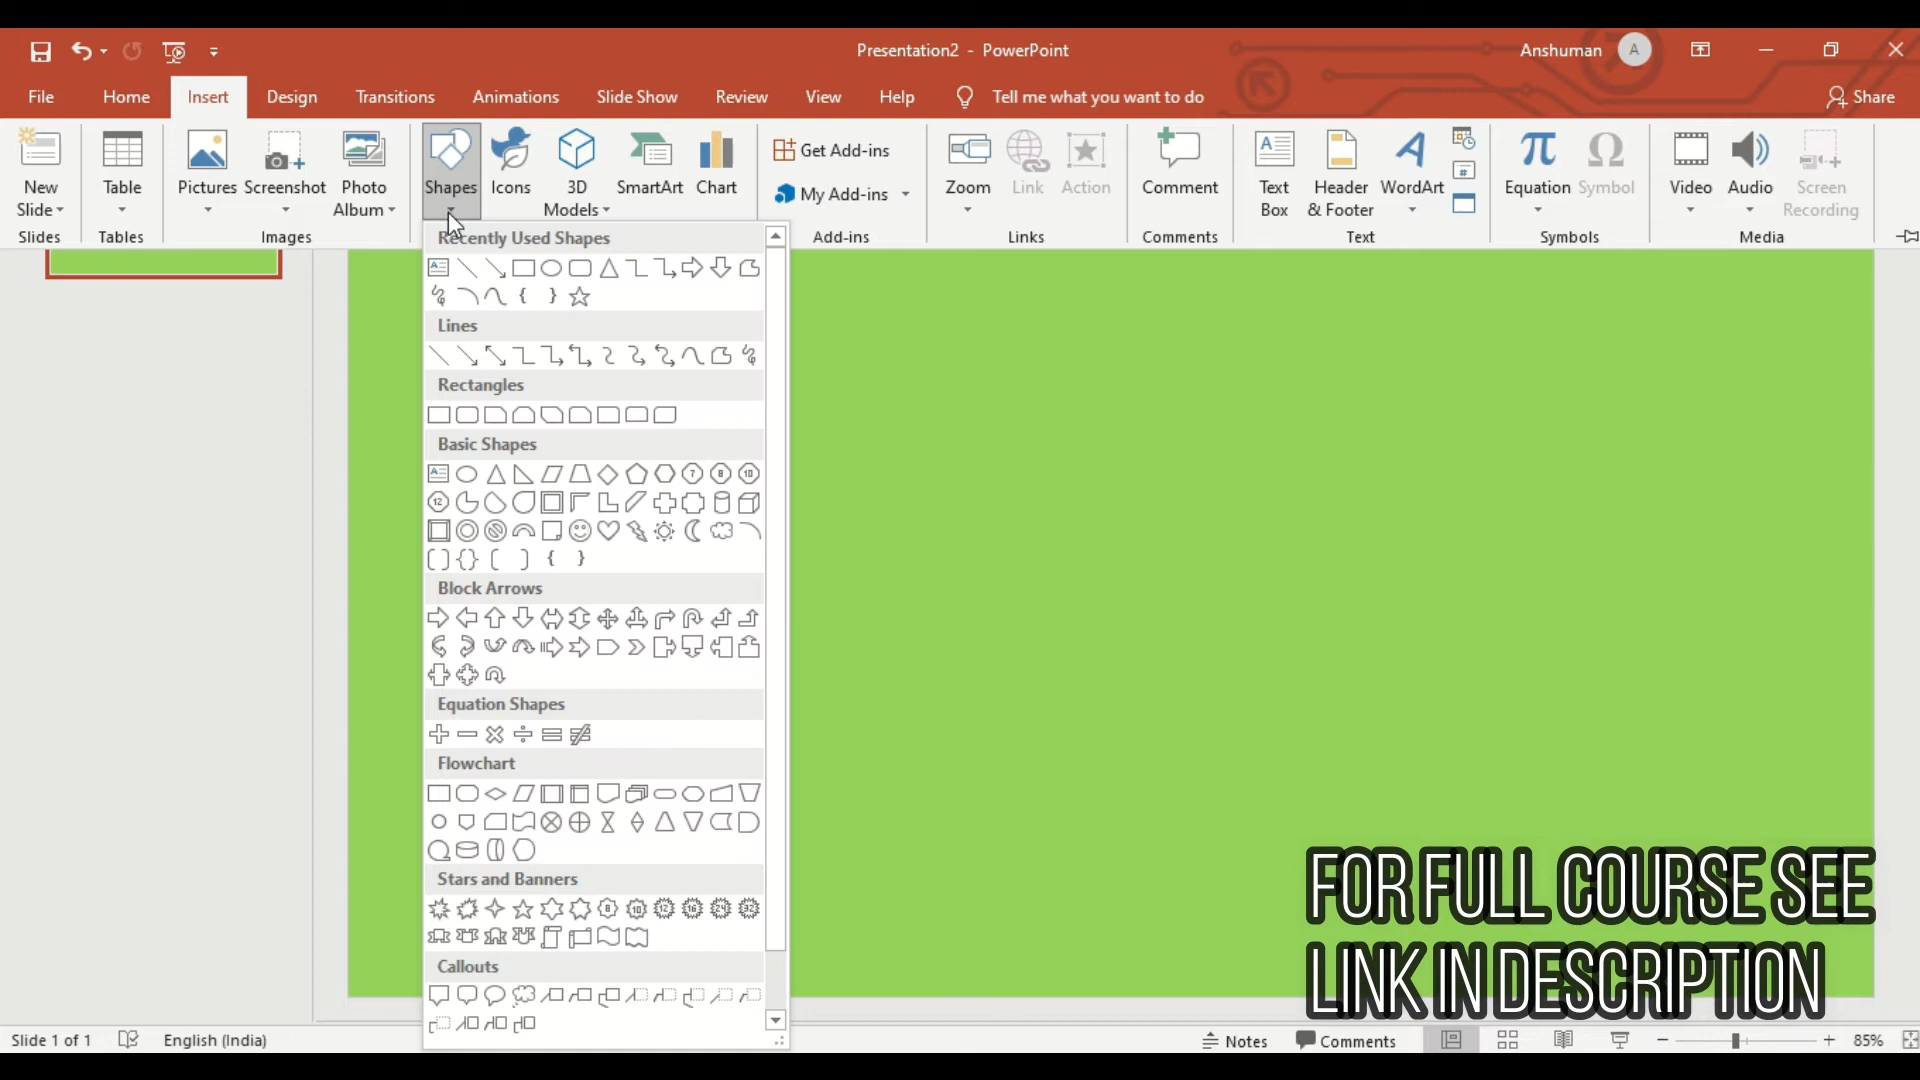 Presentation2 - PowerPoint
Anshuman A
File Home Insert Design Transitions Animations Slide Show Review View Help Tell me what you want to do Share
New Slide
Table
Pictures
Screenshot
Photo Album
Shapes
Icons
3D Models
SmartArt
Chart
Get Add-ins
My Add-ins
Zoom
Link
Action
Comment
Text Box
Header & Footer
WordArt
Equation
Symbol
Video
Audio
Screen Recording
Slides Tables Images Add-ins Links Comments Text Symbols Media
Recently Used Shapes
Lines
Rectangles
Basic Shapes
Block Arrows
Equation Shapes
Flowchart
Stars and Banners
Callouts
FOR FULL COURSE SEE
LINK IN DESCRIPTION
Slide 1 of 1 English (India) Notes Comments 85%